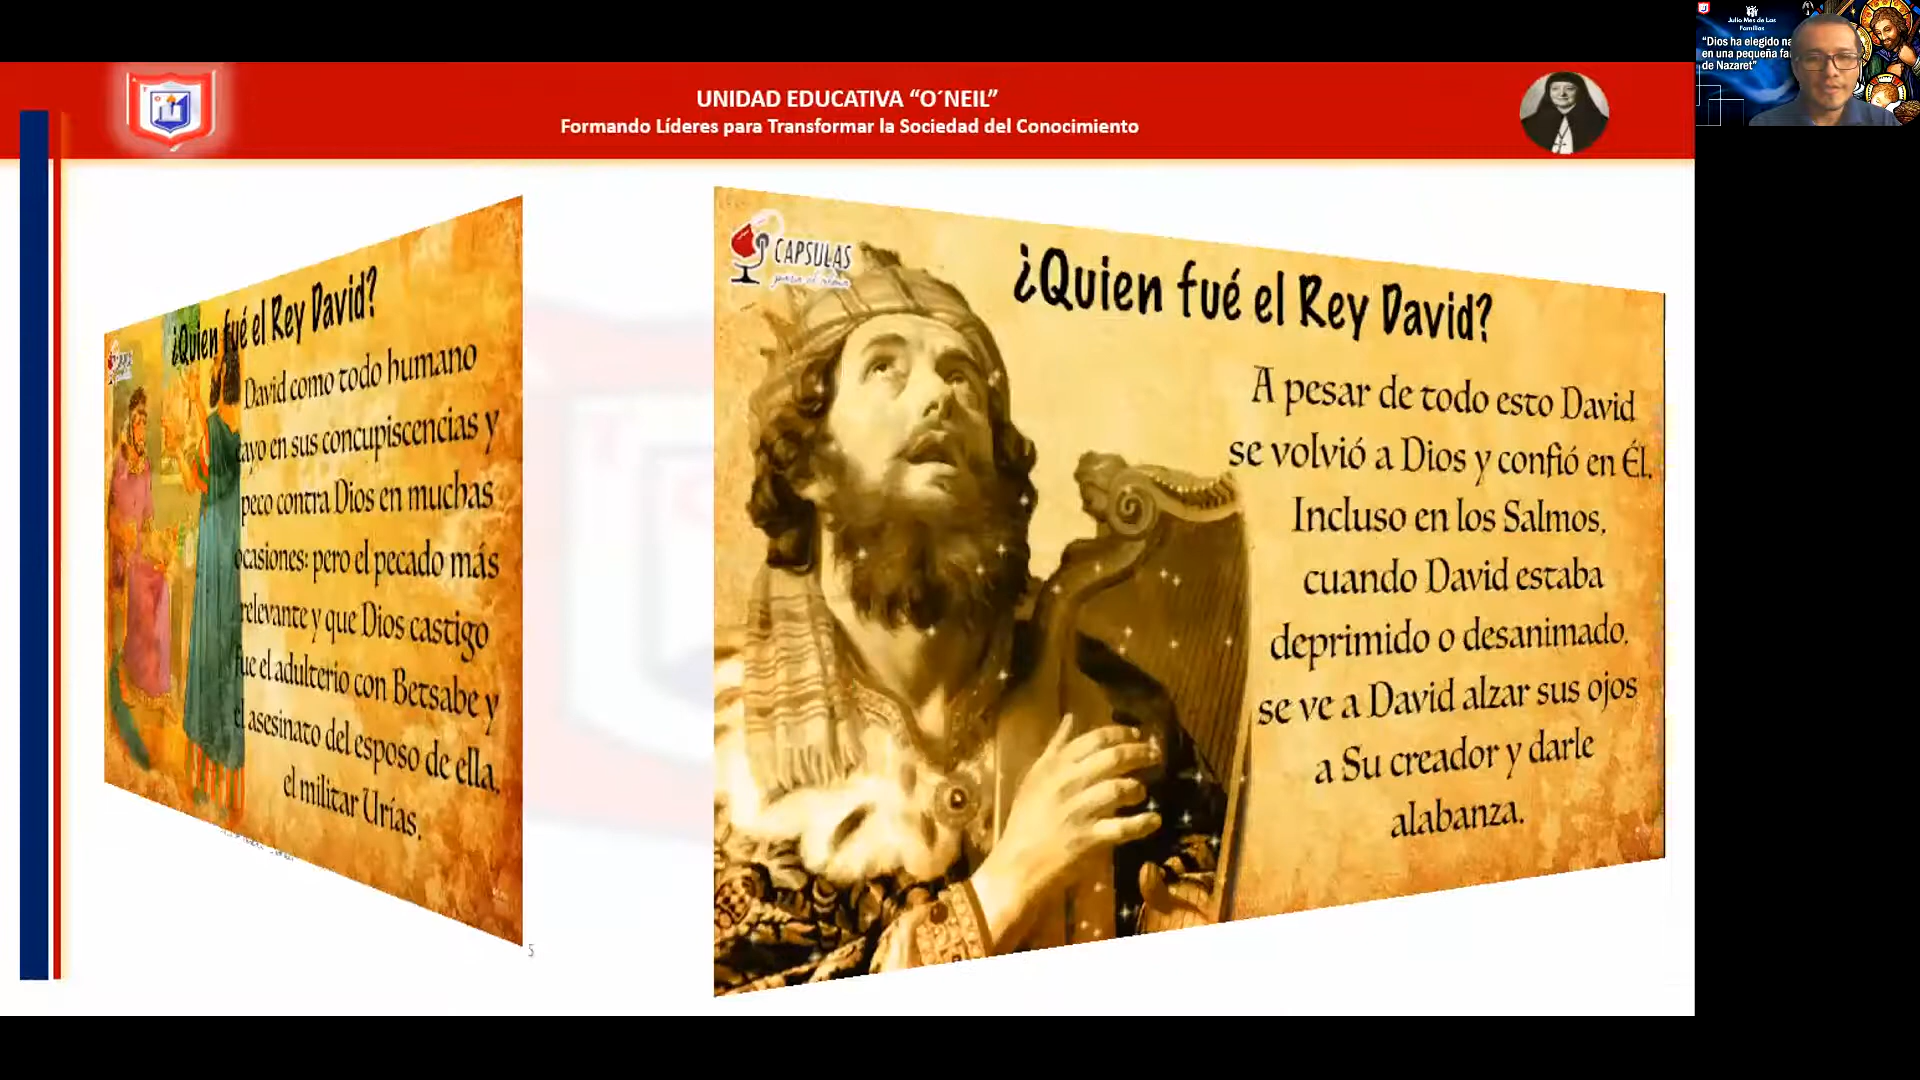 UNIDAD EDUCATIVA “O´NEIL”
Formando Líderes para Transformar la Sociedad del Conocimiento
Julio Mes de Las
Familias
"Dios ha elegido na
en una pequeña fa
de Nazaret"
¿Quien fué el Rey David?
David como todo humano
cayo en sus concupiscencias y
peco contra Dios en muchas
ocasiones: pero el pecado más
relevante y que Dios castigo
fue el adulterio con Betsabe y
el asesinato del esposo de ella,
el militar Urías.
5
CAPSULAS
¿Quien fué el Rey David?
A pesar de todo esto David
se volvió a Dios y confió en Él.
Incluso en los Salmos,
cuando David estaba
deprimido o desanimado,
se ve a David alzar sus ojos
a Su creador y darle
alabanza.